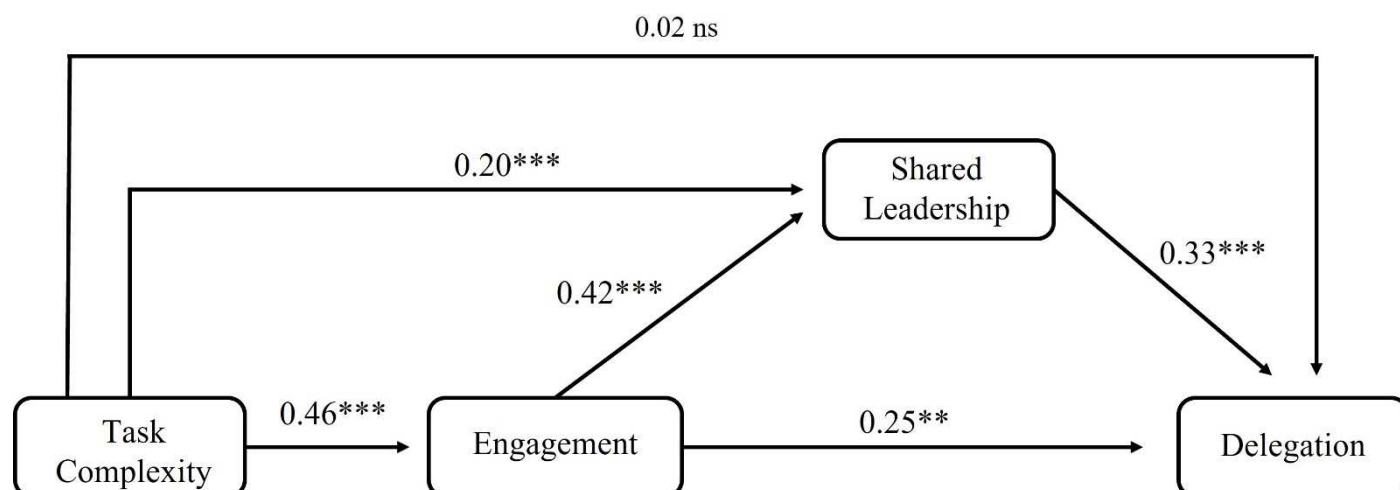 0.02 ns
0.20***
Shared
Leadership
0.33***
0.42***
0.46***
Task
Complexity
Engagement
0.25**
Delegation